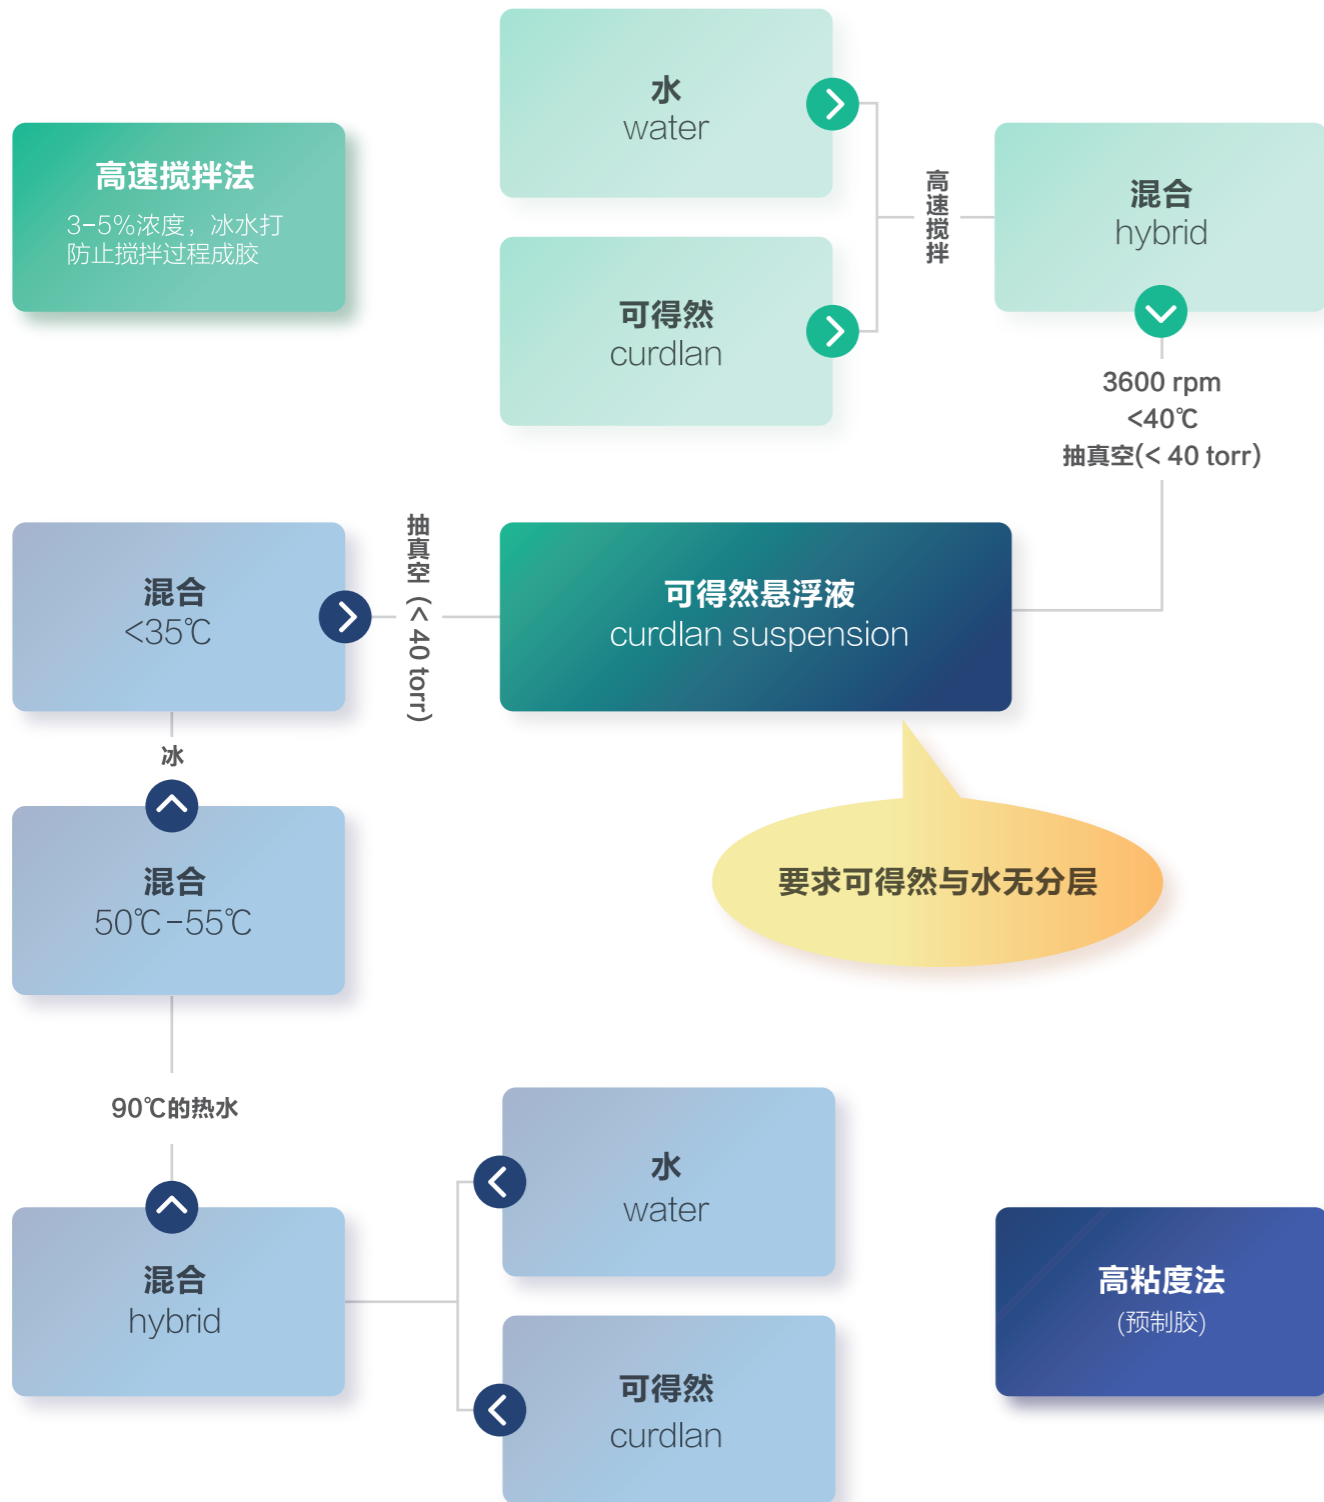 水
water
高速搅拌法
3-5%浓度，冰水打
防止搅拌过程成胶
高速搅拌
混合
hybrid
可得然
curdlan
3600 rpm
<40℃
抽真空(< 40 torr)
混合
<35℃
抽真空（< 40 torr）
可得然悬浮液
curdlan suspension
冰
混合
50℃-55℃
要求可得然与水无分层
90℃的热水
水
water
混合
hybrid
高粘度法
(预制胶)
可得然
curdlan